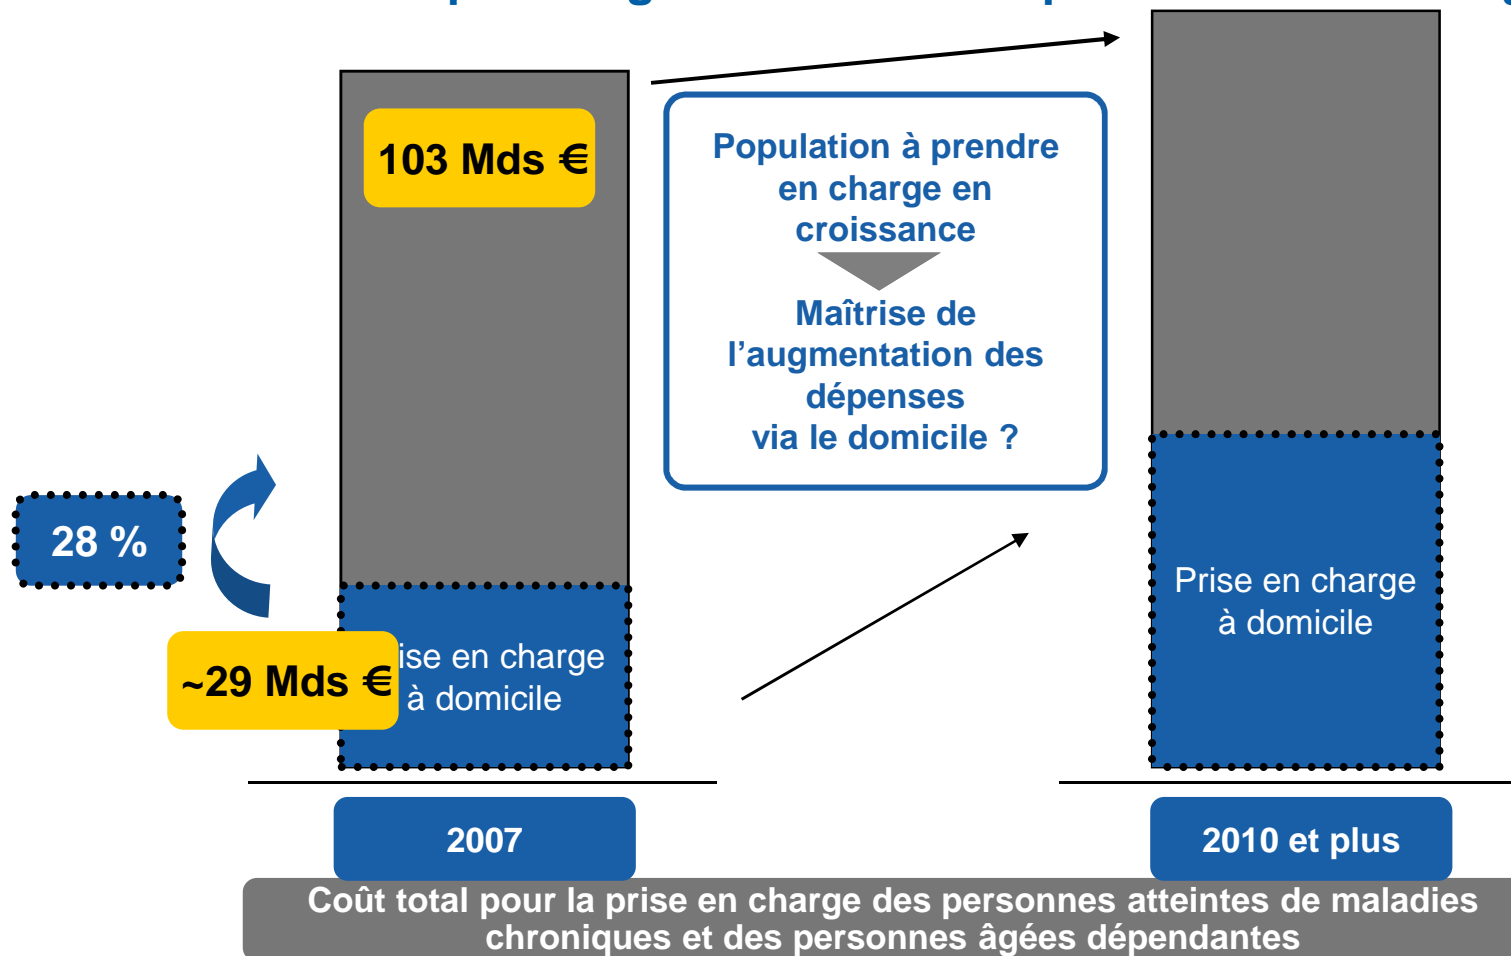 103 Mds €
Population à prendre
en charge en
croissance
Maîtrise de
l’augmentation des
dépenses
via le domicile ?
28 %
~29 Mds €
en charge
à domicile
Prise en charge
à domicile
2007
2010 et plus
Coût total pour la prise en charge des personnes atteintes de maladies
chroniques et des personnes âgées dépendantes